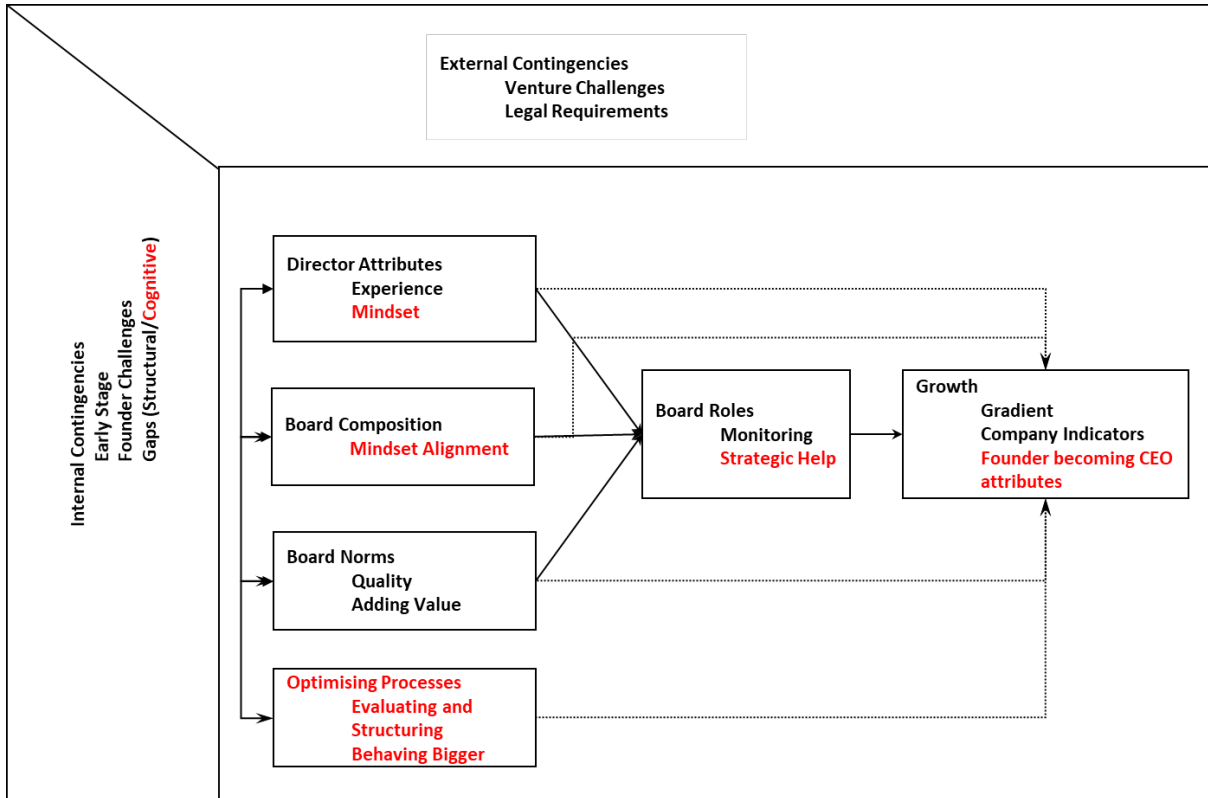 External Contingencies
Venture Challenges
Legal Requirements
Internal Contingencies
Early Stage
Founder Challenges
Gaps (Structural/Cognitive)
Director Attributes
Experience
Mindset
Board Composition
Mindset Alignment
Board Norms
Quality
Adding Value
Optimising Processes
Evaluating and
Structuring
Behaving Bigger
Board Roles
Monitoring
Strategic Help
Growth
Gradient
Company Indicators
Founder becoming CEO
attributes